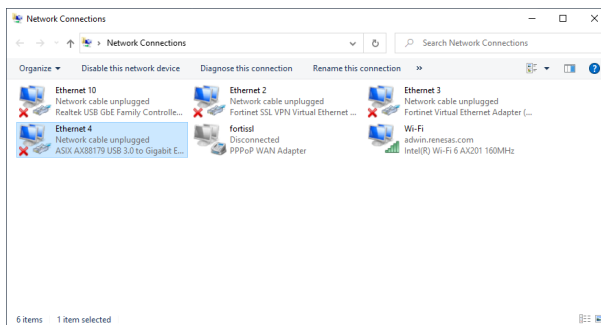 Network Connections
Network Connections
Search Network Connections
Organize
Disable this network device
Diagnose this connection
Rename this connection
»
Ethernet 10
Network cable unplugged
Realtek USB GbE Family Controlle...
Ethernet 2
Network cable unplugged
Fortinet SSL VPN Virtual Ethernet ...
Ethernet 3
Network cable unplugged
Fortinet Virtual Ethernet Adapter (...
Ethernet 4
Network cable unplugged
ASIX AX88179 USB 3.0 to Gigabit E...
fortissl
Disconnected
PPPoP WAN Adapter
Wi-Fi
adwin.renesas.com
Intel(R) Wi-Fi 6 AX201 160MHz
6 items
1 item selected